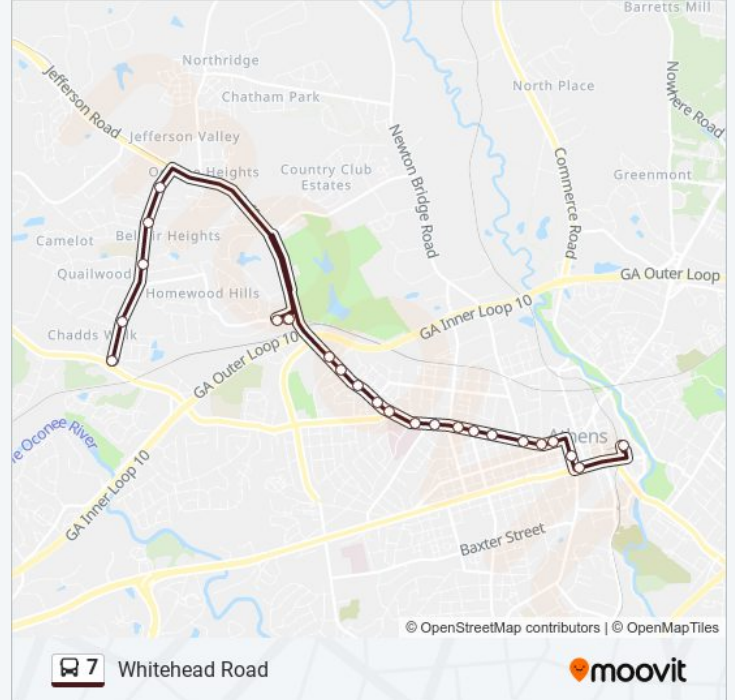 Barretts Mill
Northridge
North Place
Jefferson Road
Chatham Park
Nowhere Road
Jefferson Valley
Newton Bridge Road
Commerce Road
Heights
Country Club
Estates
Greenmont
Camelot
Heights
Quailwood
GA Outer Loop
Homewood Hills
GA Inner Loop 10
Chadds W lk
GA Outer Loop 10
e Oconee River
Athens
GA Inner Loop 10
Baxter Street
© OpenStreetMap contributors | © OpenMapTiles
7 Whitehead Road
moovit